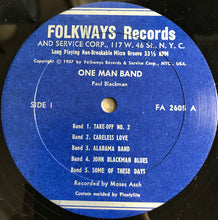 FOLKWAYS Records
AND SERVICE CORP., 117 W. 46 St., N. Y. C.
Long Playing Non-Breakable Micro Groove 33⅓ RPM
Copyright © 1957 by Folkways Records & Service Corp., NYC, USA
ONE MAN BAND
Paul Blackman
SIDE I
FA 2605 A
Band 1. TAKE-OFF NO. 2
Band 2. CARELESS LOVE
Band 3. ALABAMA BAND
Band 4. JOHN BLACKMAN BLUES
Band 5. SOME OF THESE DAYS
Recorded by Moses Asch
Custom molded by Plastylite